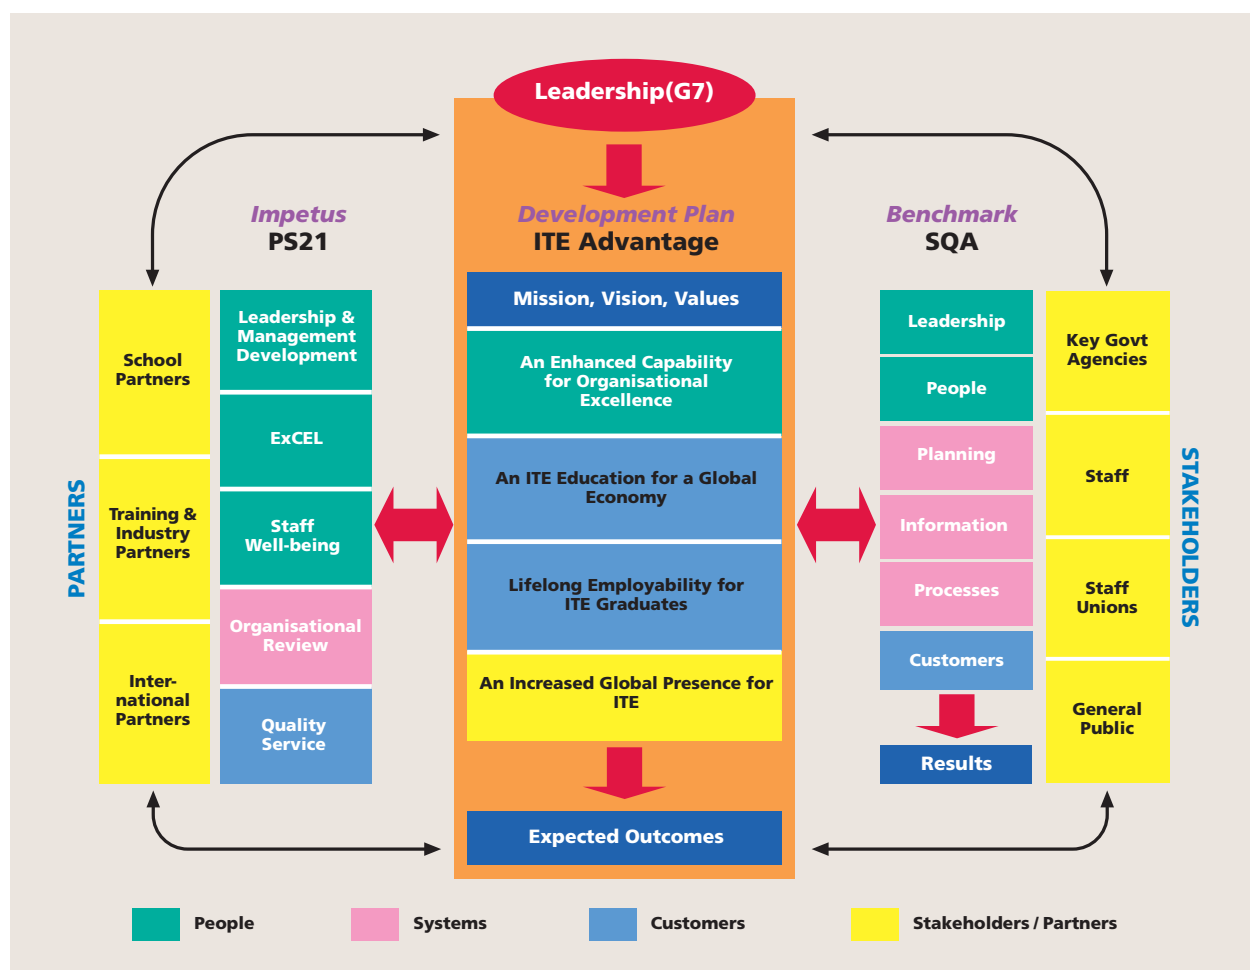 Leadership(G7)
Impetus
PS21
Development Plan
ITE Advantage
Benchmark
SQA
PARTNERS
School
Partners
Training &
Industry
Partners
Inter-
national
Partners
Leadership &
Management
Development
ExCEL
Staff
Well-being
Organisational
Review
Quality
Service
Mission, Vision, Values
An Enhanced Capability
for Organisational
Excellence
An ITE Education for a Global
Economy
Lifelong Employability for
ITE Graduates
An Increased Global Presence for
ITE
Expected Outcomes
Leadership
People
Planning
Information
Processes
Customers
Results
Key Govt
Agencies
Staff
Staff
Unions
General
Public
STAKEHOLDERS
People
Systems
Customers
Stakeholders / Partners